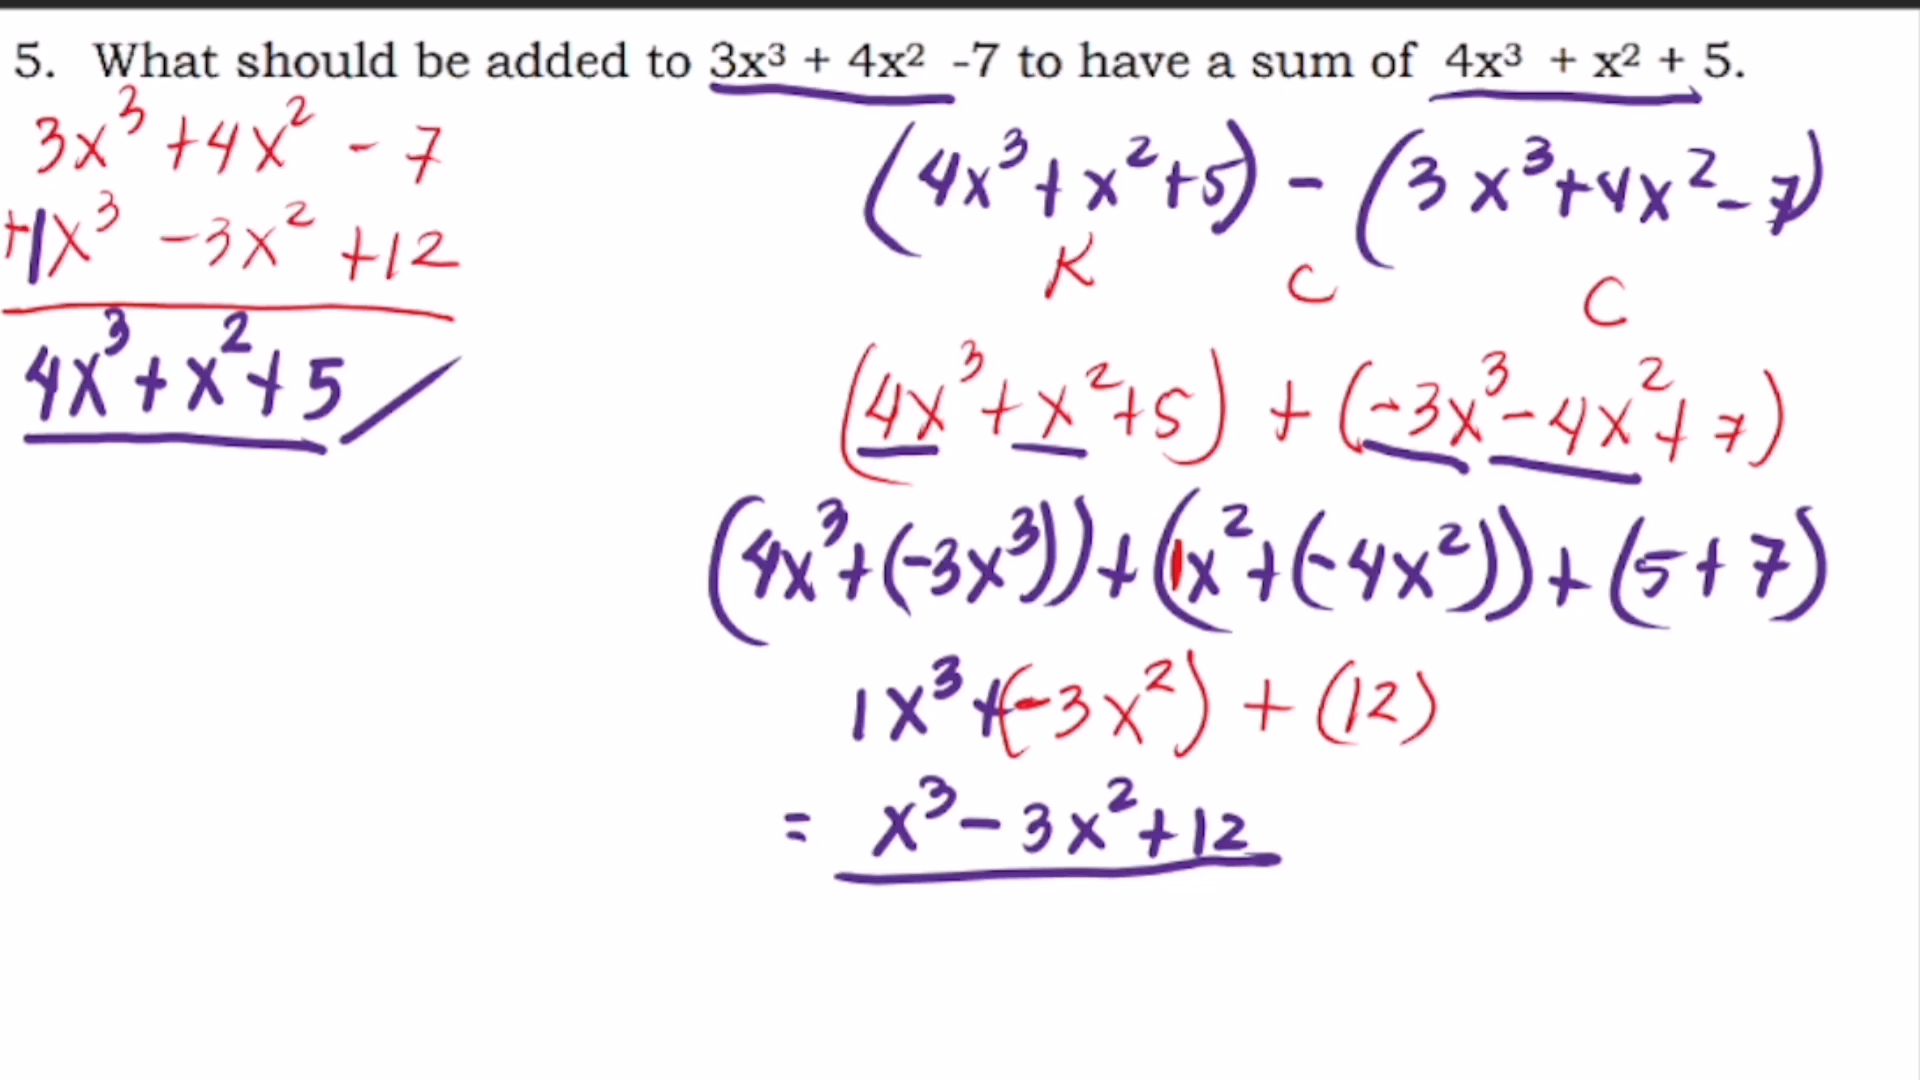 5. What should be added to 3x³ + 4x² -7 to have a sum of 4x³ + x² + 5.
3x³ +4x² - 7
+1x³ -3x² +12
4x³ + x² + 5
(4x³ + x² +5) - (3x³+4x² - 7)
K C C
(4x³ + x² +5) + (-3x³ -4x² + 7)
(4x³+(-3x³))+(1x²+(-4x²))+(5+7)
1x³ +(-3x²) + (12)
= x³ - 3x² +12